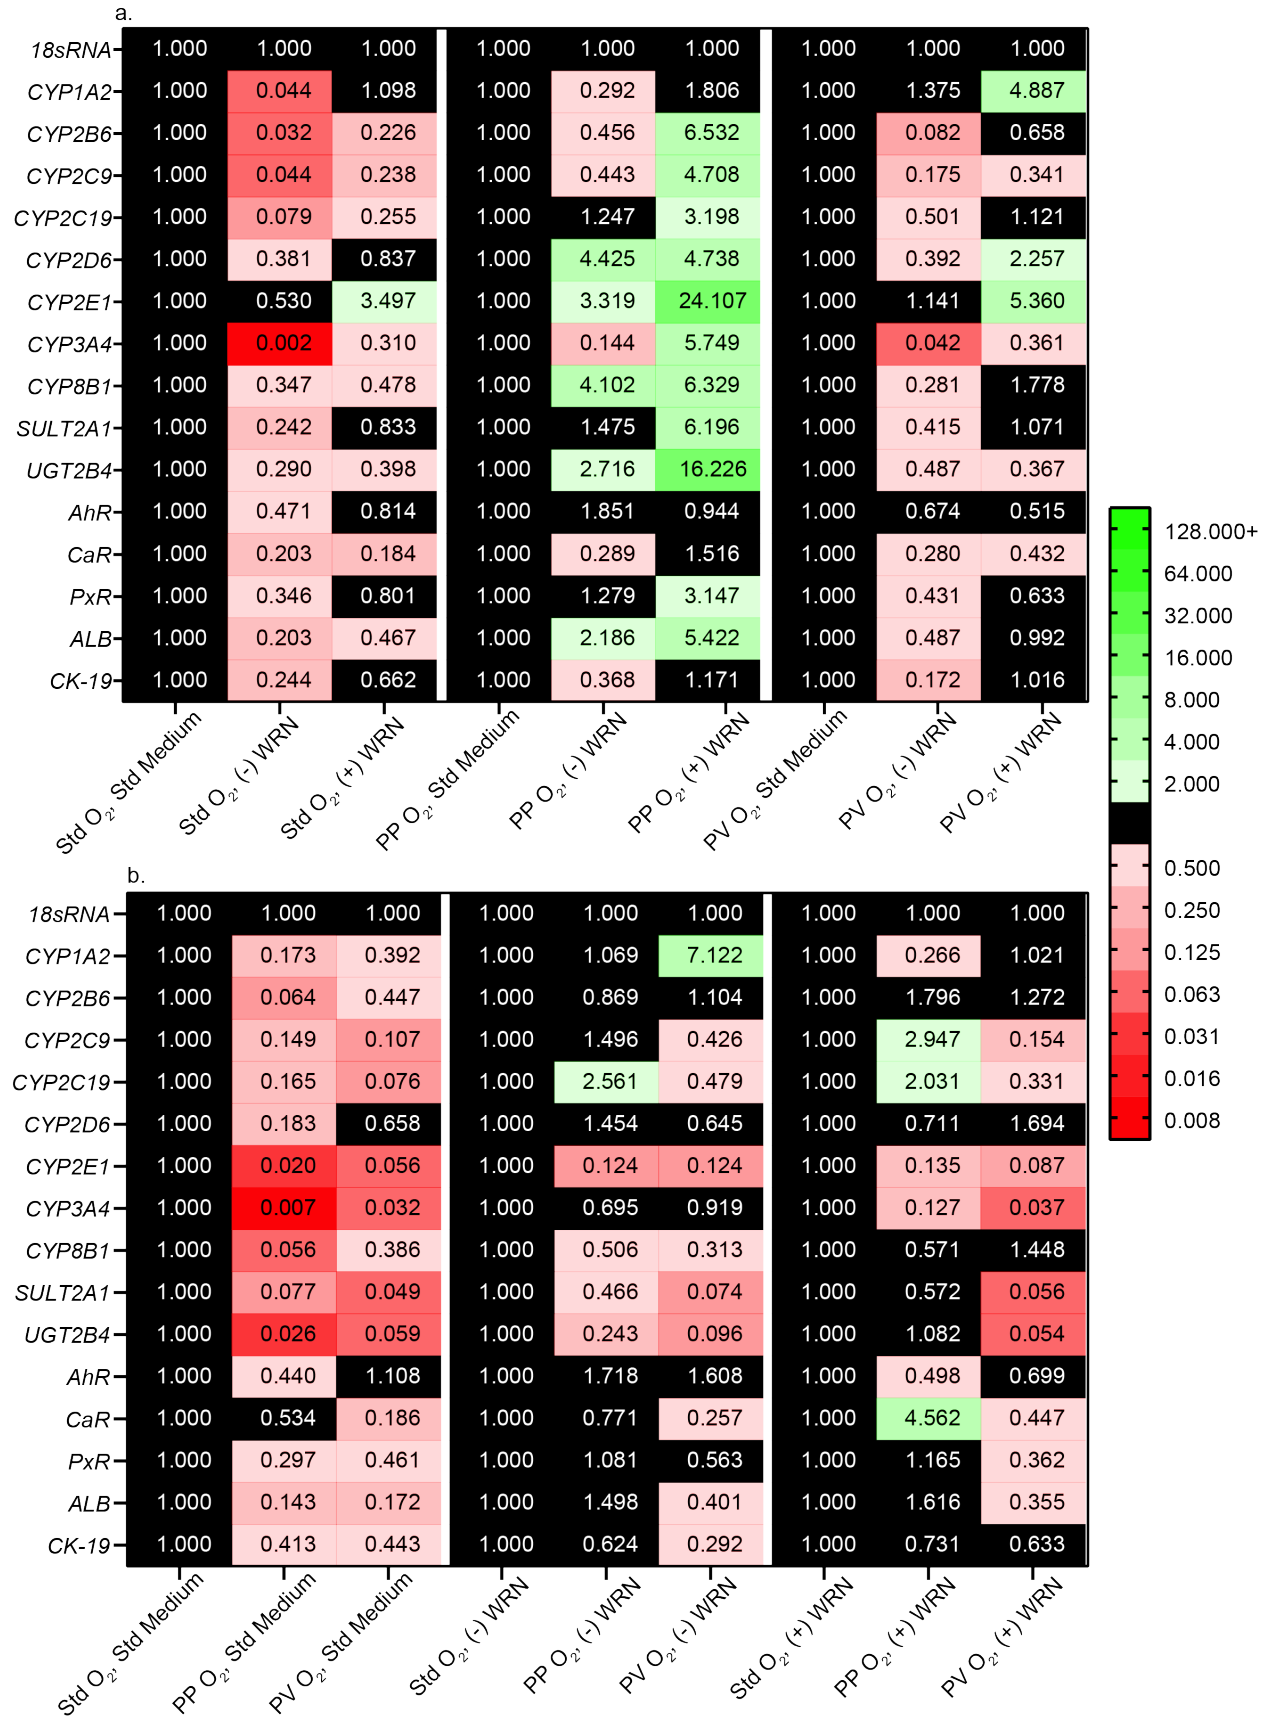 a.
18sRNA 1.000 1.000 1.000 1.000 1.000 1.000 1.000 1.000 1.000
CYP1A2 1.000 0.044 1.098 1.000 0.292 1.806 1.000 1.375 4.887
CYP2B6 1.000 0.032 0.226 1.000 0.456 6.532 1.000 0.082 0.658
CYP2C9 1.000 0.044 0.238 1.000 0.443 4.708 1.000 0.175 0.341
CYP2C19 1.000 0.079 0.255 1.000 1.247 3.198 1.000 0.501 1.121
CYP2D6 1.000 0.381 0.837 1.000 4.425 4.738 1.000 0.392 2.257
CYP2E1 1.000 0.530 3.497 1.000 3.319 24.107 1.000 1.141 5.360
CYP3A4 1.000 0.002 0.310 1.000 0.144 5.749 1.000 0.042 0.361
CYP8B1 1.000 0.347 0.478 1.000 4.102 6.329 1.000 0.281 1.778
SULT2A1 1.000 0.242 0.833 1.000 1.475 6.196 1.000 0.415 1.071
UGT2B4 1.000 0.290 0.398 1.000 2.716 16.226 1.000 0.487 0.367
AhR 1.000 0.471 0.814 1.000 1.851 0.944 1.000 0.674 0.515
CaR 1.000 0.203 0.184 1.000 0.289 1.516 1.000 0.280 0.432
PxR 1.000 0.346 0.801 1.000 1.279 3.147 1.000 0.431 0.633
ALB 1.000 0.203 0.467 1.000 2.186 5.422 1.000 0.487 0.992
CK-19 1.000 0.244 0.662 1.000 0.368 1.171 1.000 0.172 1.016
Std O₂, Std Medium
Std O₂, (-) WRN
Std O₂, (+) WRN
PP O₂, Std Medium
PP O₂, (-) WRN
PP O₂, (+) WRN
PV O₂, Std Medium
PV O₂, (-) WRN
PV O₂, (+) WRN
128.000+
64.000
32.000
16.000
8.000
4.000
2.000
0.500
0.250
0.125
0.063
0.031
0.016
0.008
b.
18sRNA 1.000 1.000 1.000 1.000 1.000 1.000 1.000 1.000 1.000
CYP1A2 1.000 0.173 0.392 1.000 1.069 7.122 1.000 0.266 1.021
CYP2B6 1.000 0.064 0.447 1.000 0.869 1.104 1.000 1.796 1.272
CYP2C9 1.000 0.149 0.107 1.000 1.496 0.426 1.000 2.947 0.154
CYP2C19 1.000 0.165 0.076 1.000 2.561 0.479 1.000 2.031 0.331
CYP2D6 1.000 0.183 0.658 1.000 1.454 0.645 1.000 0.711 1.694
CYP2E1 1.000 0.020 0.056 1.000 0.124 0.124 1.000 0.135 0.087
CYP3A4 1.000 0.007 0.032 1.000 0.695 0.919 1.000 0.127 0.037
CYP8B1 1.000 0.056 0.386 1.000 0.506 0.313 1.000 0.571 1.448
SULT2A1 1.000 0.077 0.049 1.000 0.466 0.074 1.000 0.572 0.056
UGT2B4 1.000 0.026 0.059 1.000 0.243 0.096 1.000 1.082 0.054
AhR 1.000 0.440 1.108 1.000 1.718 1.608 1.000 0.498 0.699
CaR 1.000 0.534 0.186 1.000 0.771 0.257 1.000 4.562 0.447
PxR 1.000 0.297 0.461 1.000 1.081 0.563 1.000 1.165 0.362
ALB 1.000 0.143 0.172 1.000 1.498 0.401 1.000 1.616 0.355
CK-19 1.000 0.413 0.443 1.000 0.624 0.292 1.000 0.731 0.633
Std O₂, Std Medium
PP O₂, Std Medium
PV O₂, Std Medium
Std O₂, (-) WRN
PP O₂, (-) WRN
PV O₂, (-) WRN
Std O₂, (+) WRN
PP O₂, (+) WRN
PV O₂, (+) WRN